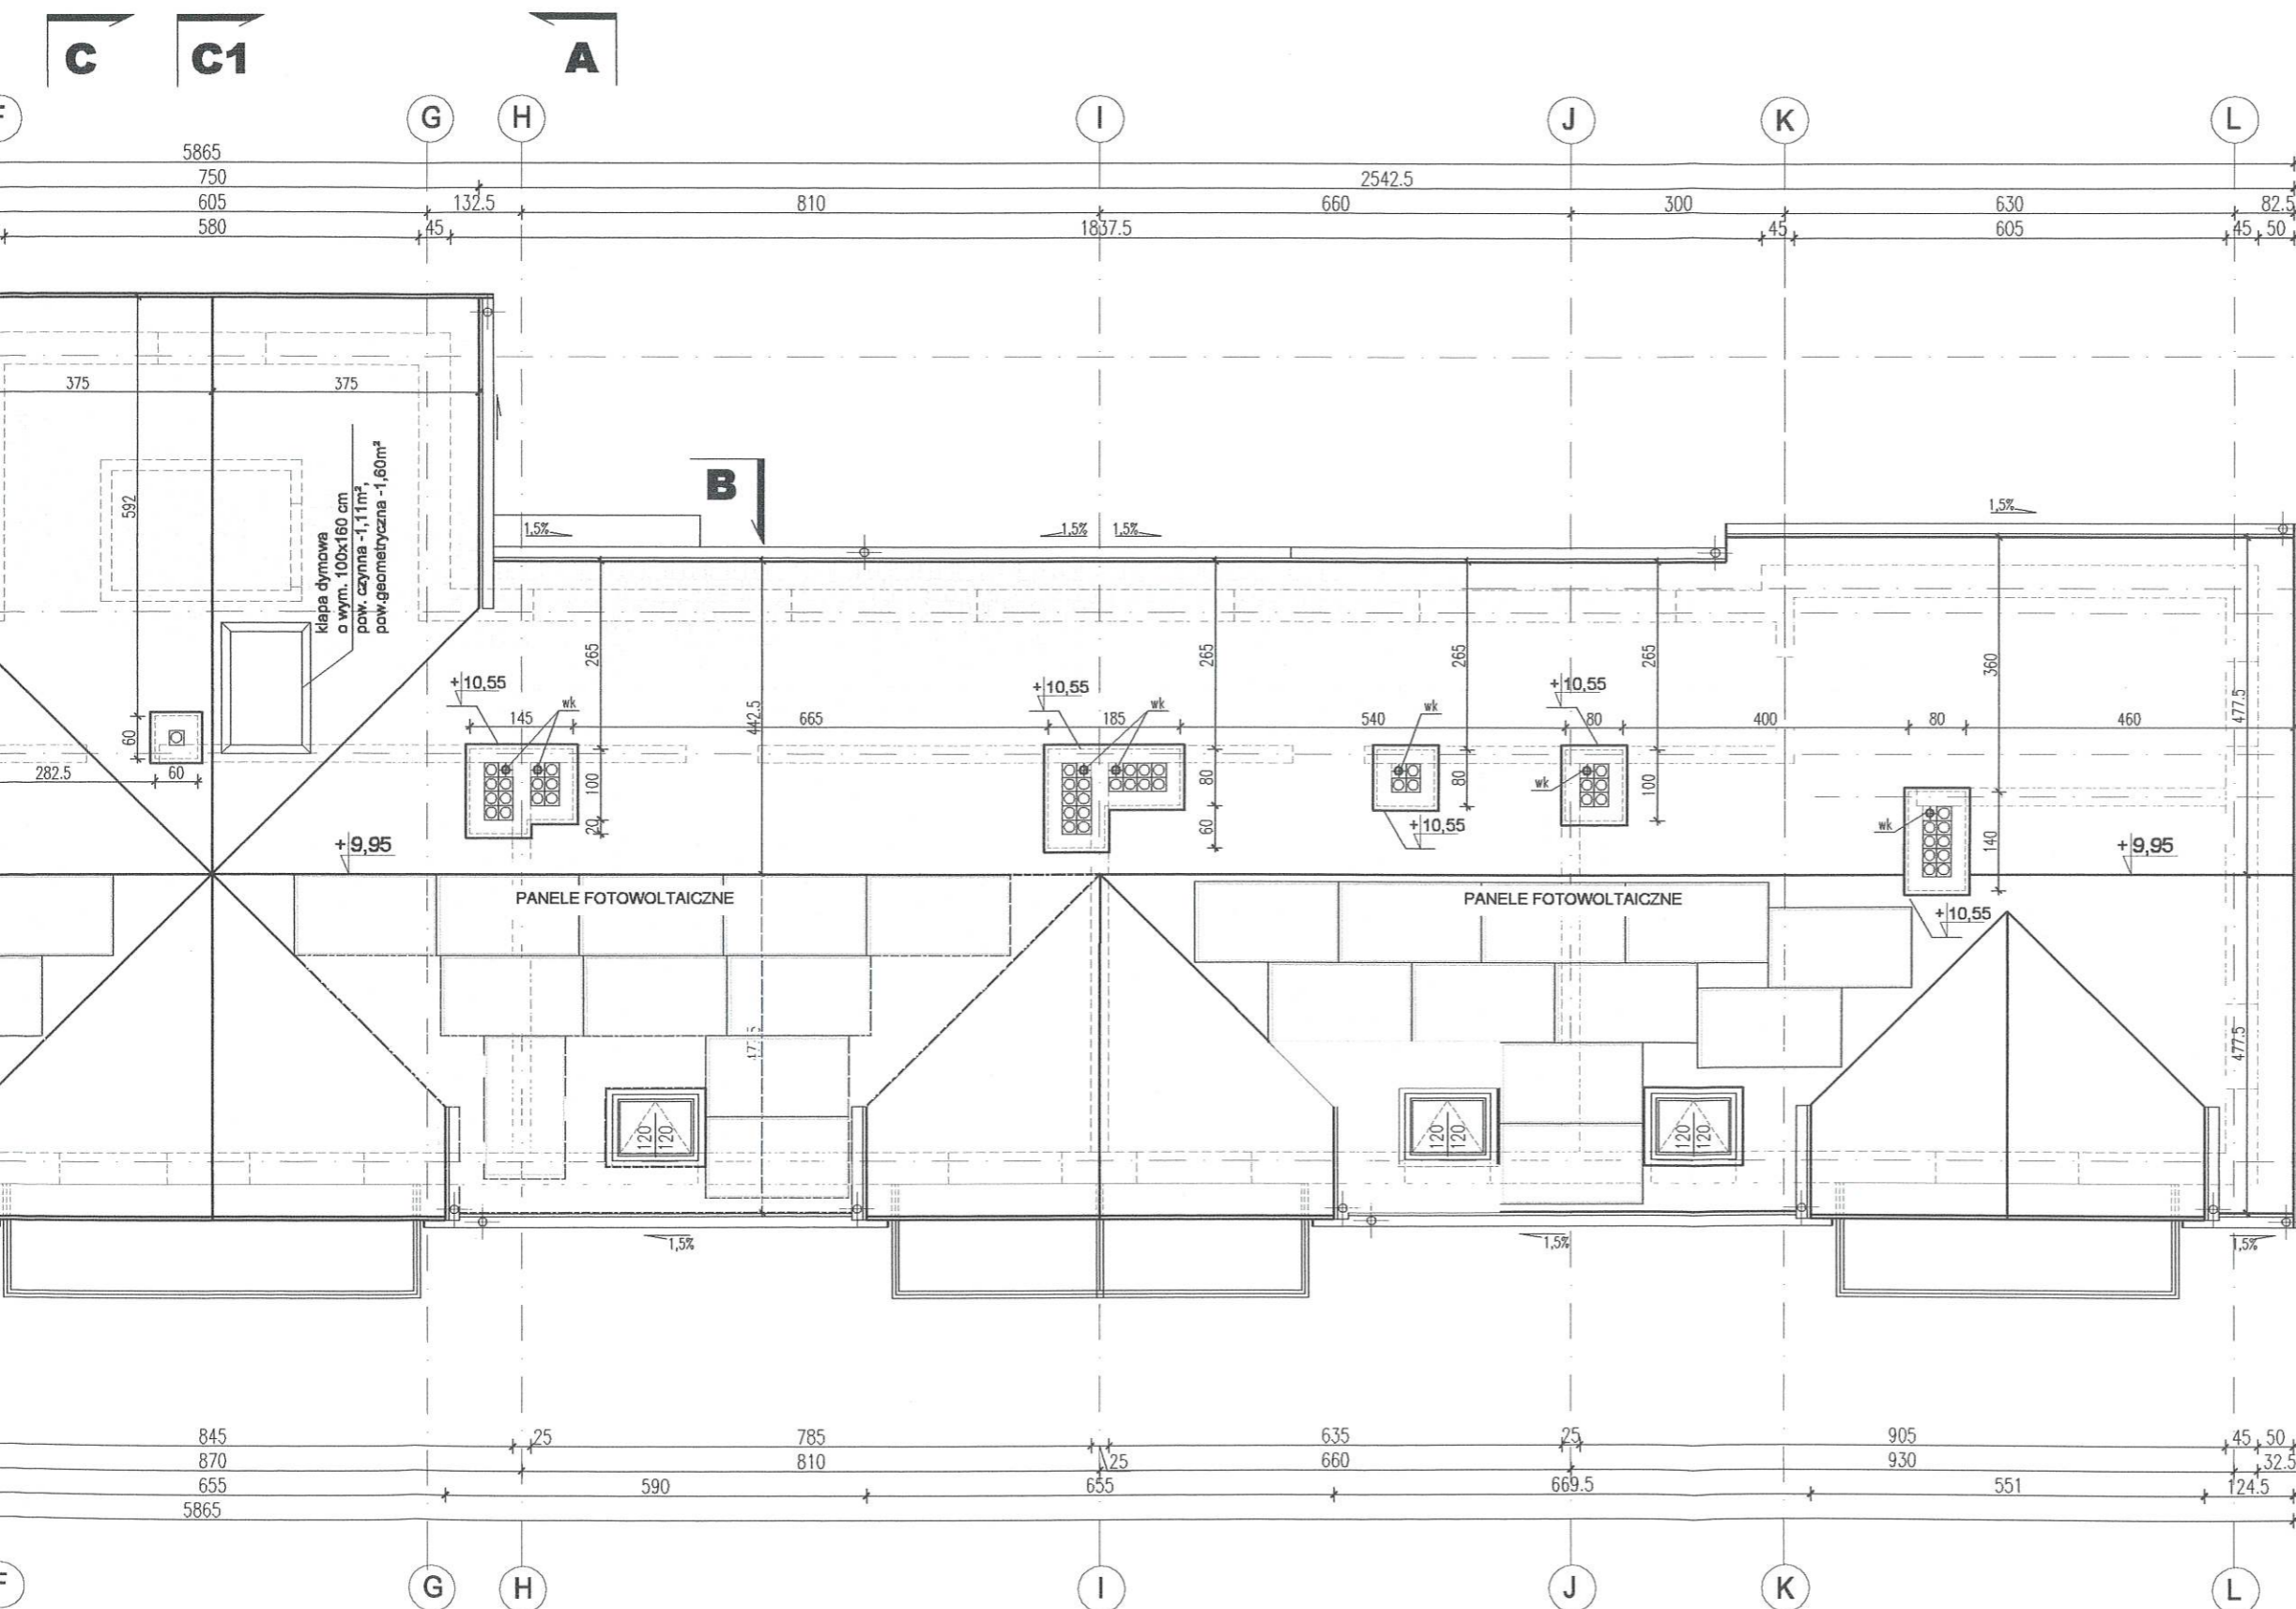 C C1 A
F G H I J K L
5865
750 2542.5
605 132.5 810 660 300 630 82.5
580 45 1837.5 45 605 45 50
375 375
592
klapa dymowa
o wym. 100x160 cm
pow. czynna -1,11m²,
pow.geometryczna -1,60m²
B
1,5% 1,5% 1,5% 1,5%
265 442.5 265 265 265 360 477.5
+10,55 +10,55 +10,55
wk wk wk
145 665 185 540 80 400 80 460
60
282.5 60
100 80 80 100
wk wk
20 60 140
+10,55
+9,95 +9,95
PANELE FOTOWOLTAICZNE PANELE FOTOWOLTAICZNE
+10,55
477.5
120 120 120 120 120 120
1,5% 1,5% 1,5%
845 25 785 635 25 905 45 50
870 810 25 660 930 32.5
655 590 655 669.5 551 124.5
5865
F G H I J K L